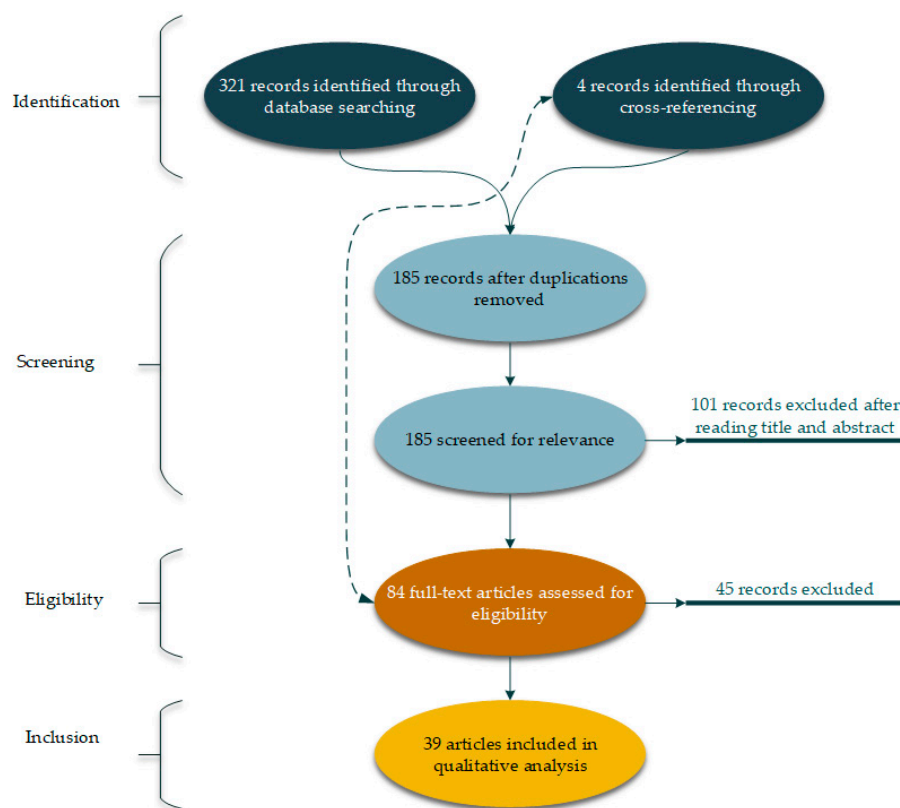 Identification
321 records identified through
database searching
4 records identified through
cross-referencing
Screening
185 records after duplications
removed
185 screened for relevance
101 records excluded after
reading title and abstract
Eligibility
84 full-text articles assessed for
eligibility
45 records excluded
Inclusion
39 articles included in
qualitative analysis